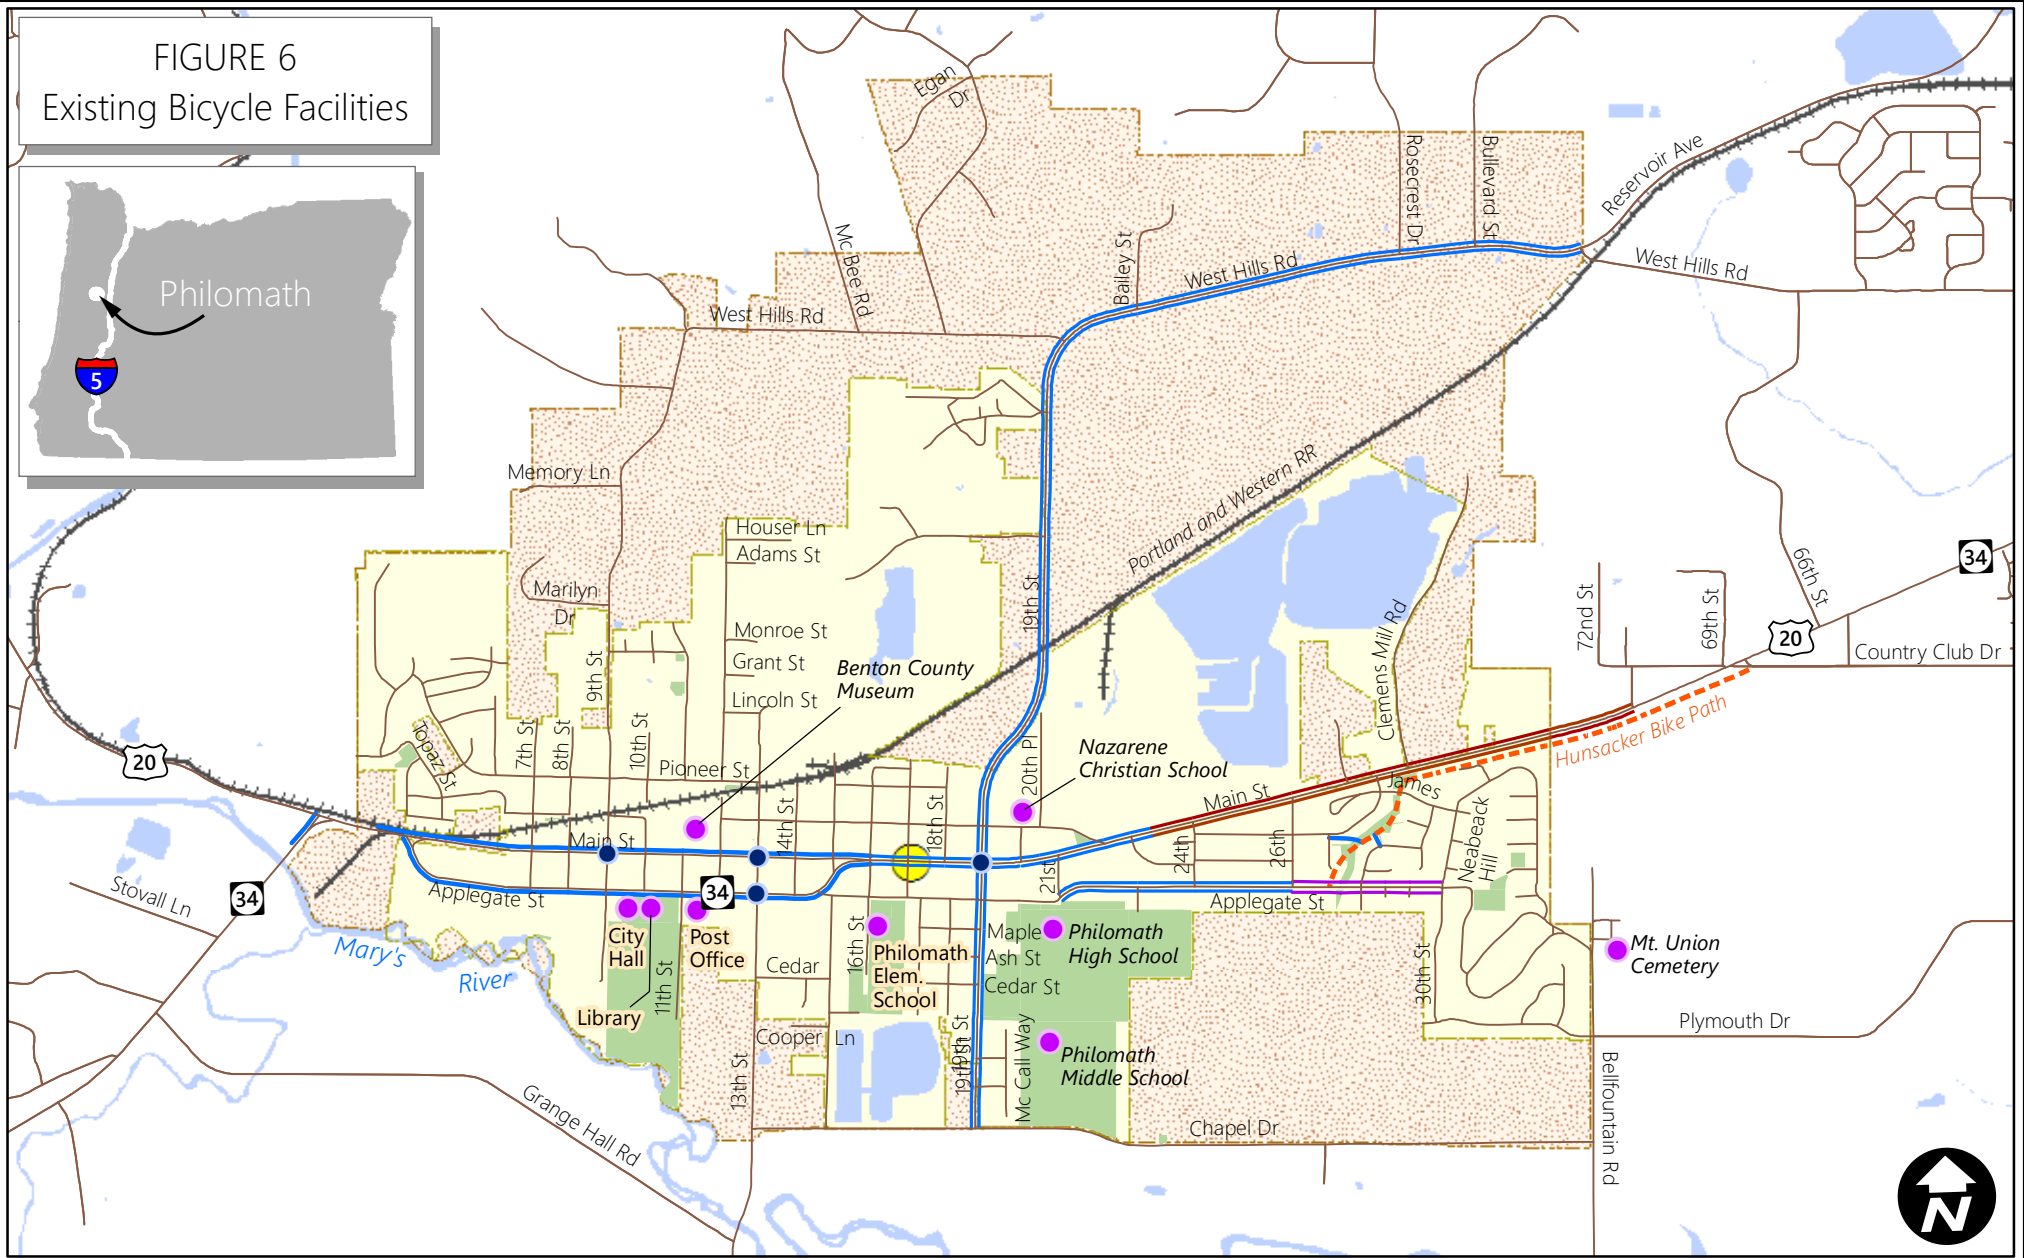 FIGURE 6
Existing Bicycle Facilities
Philomath
5
Egan
Dr
Mc Bee Rd
Rosecrest Dr
Bullevard St
Reservoir Ave
West Hills Rd
Bailey St
West Hills Rd
West Hills Rd
Memory Ln
Houser Ln
Adams St
Portland and Western RR
Marilyn
Dr
19th St
Clemens Mill Rd
72nd St
69th St
66th St
34
20
Country Club Dr
Monroe St
Grant St
Lincoln St
9th St
Benton County
Museum
Topaz St
7th St
8th St
10th St
Pioneer St
20
20th Pl
Nazarene
Christian School
Hunsacker Bike Path
James
Main St
14th St
18th St
Main St
24th
26th
Neabeack
Hill
21st
Stovall Ln
34
Applegate St
34
Applegate St
Mary's
River
City
Hall
Post
Office
11th St
Library
Cedar
16th St
Philomath
Elem.
School
Maple
Ash St
Cedar St
Philomath
High School
30th St
Mt. Union
Cemetery
Plymouth Dr
Cooper Ln
13th St
19th St
19th St
Mc Call Way
Philomath
Middle School
Grange Hall Rd
Chapel Dr
Bellfountain Rd
N